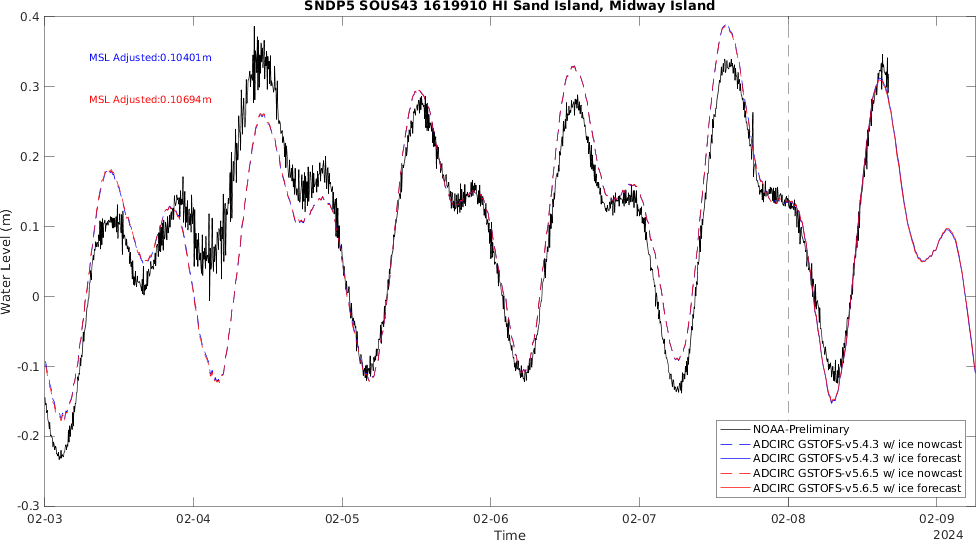 SNDP5 SOUS43 1619910 HI Sand Island, Midway Island
0.4
0.3
0.2
0.1
0
-0.1
-0.2
-0.3
Water Level (m)
MSL Adjusted:0.10401m
MSL Adjusted:0.10694m
NOAA-Preliminary
ADCIRC GSTOFS-v5.4.3 w/ ice nowcast
ADCIRC GSTOFS-v5.4.3 w/ ice forecast
ADCIRC GSTOFS-v5.6.5 w/ ice nowcast
ADCIRC GSTOFS-v5.6.5 w/ ice forecast
02-03 02-04 02-05 02-06 02-07 02-08 02-09
Time
2024